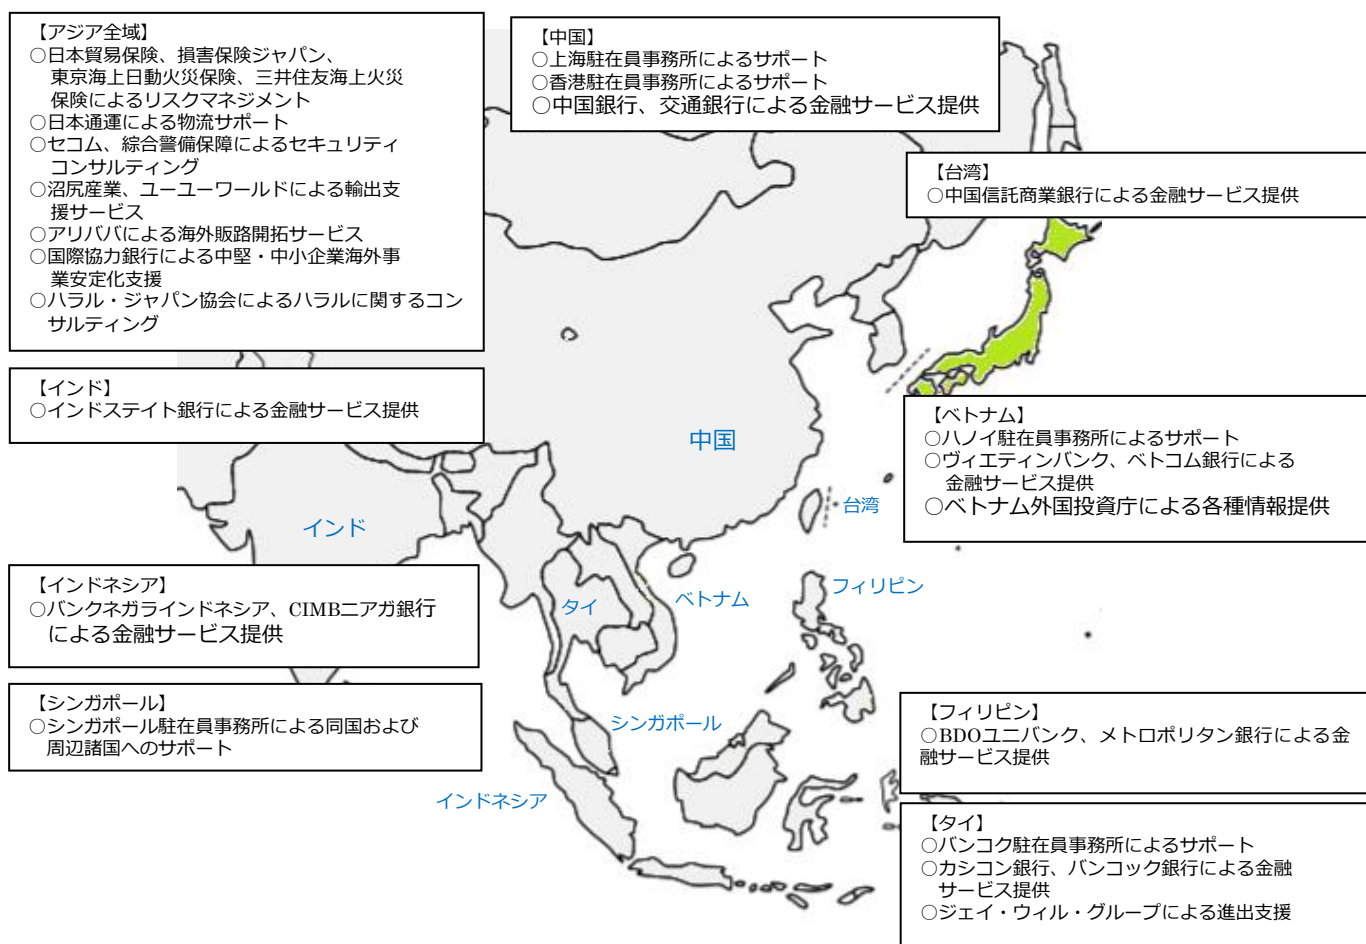 【アジア全域】
○日本貿易保険、損害保険ジャパン、
東京海上日動火災保険、三井住友海上火災
保険によるリスクマネジメント
○日本通運による物流サポート
○セコム、綜合警備保障によるセキュリティ
コンサルティング
○沼尻産業、ユーユーワールドによる輸出支
援サービス
○アリババによる海外販路開拓サービス
○国際協力銀行による中堅・中小企業海外事
業安定化支援
○ハラル・ジャパン協会によるハラルに関するコン
サルティング
【中国】
○上海駐在員事務所によるサポート
○香港駐在員事務所によるサポート
○中国銀行、交通銀行による金融サービス提供
【台湾】
○中国信託商業銀行による金融サービス提供
【インド】
○インドステイト銀行による金融サービス提供
【ベトナム】
○ハノイ駐在員事務所によるサポート
○ヴィエティンバンク、ベトコム銀行による
金融サービス提供
○ベトナム外国投資庁による各種情報提供
中国
台湾
インド
【インドネシア】
○バンクネガラインドネシア、CIMBニアガ銀行
による金融サービス提供
タイ
ベトナム
フィリピン
【シンガポール】
○シンガポール駐在員事務所による同国および
周辺諸国へのサポート
シンガポール
インドネシア
【フィリピン】
○BDOユニバンク、メトロポリタン銀行による金
融サービス提供
【タイ】
○バンコク駐在員事務所によるサポート
○カシコン銀行、バンコック銀行による金融
サービス提供
○ジェイ・ウィル・グループによる進出支援